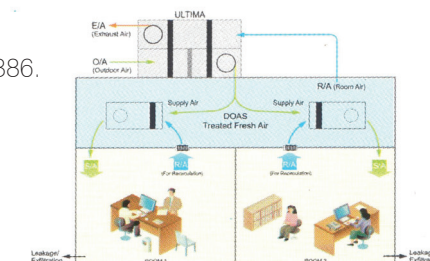 386.
ULTIMA
E/A
(Exhaust Air)
O/A
(Outdoor Air)
R/A (Room Air)
Supply Air
Supply Air
DOAS
Treated Fresh Air
S/A
R/A
R/A
S/A
(For Recirculation)
(For Recirculation)
Leakage/
Leakage